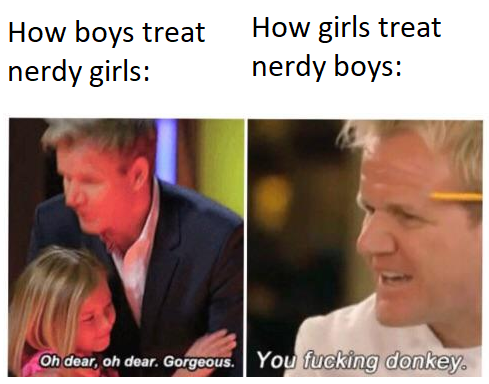 How boys treat
nerdy girls:
How girls treat
nerdy boys:
Oh dear, oh dear. Gorgeous.
You fucking donkey.